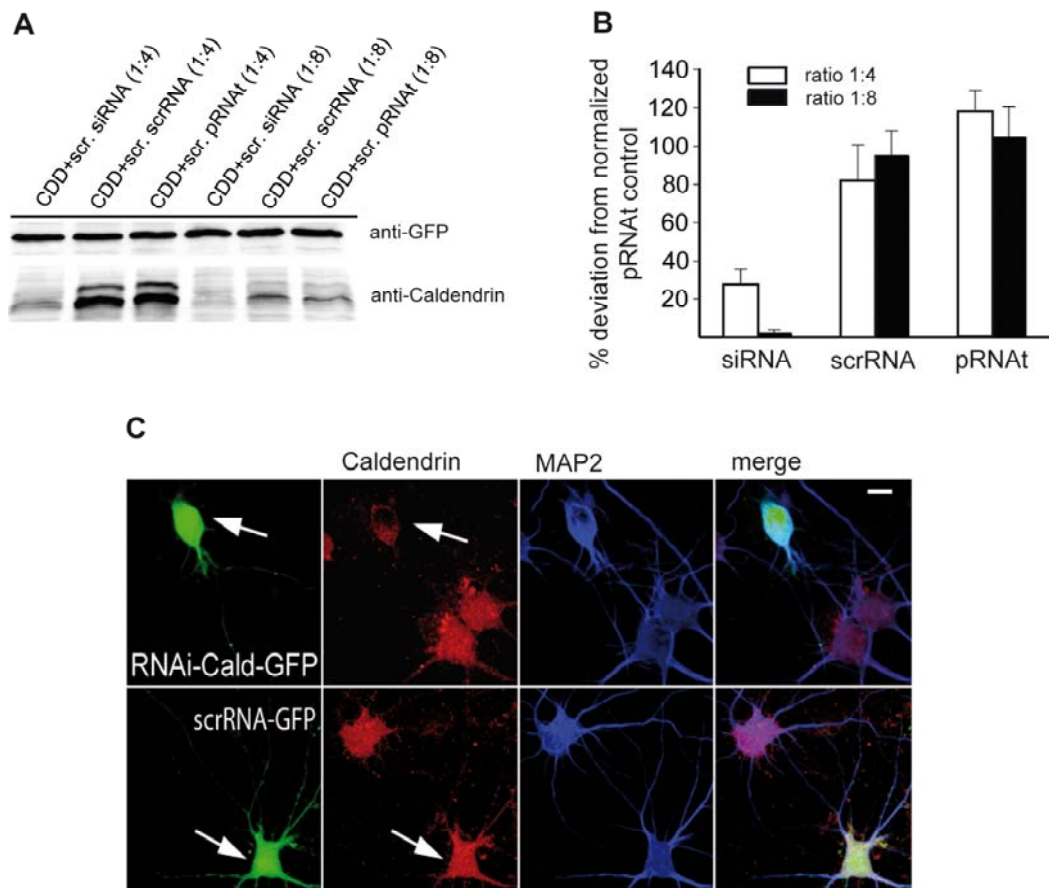 A
CDD+scr. siRNA (1:4)
CDD+scr. scrRNA (1:4)
CDD+scr. pRNAt (1:4)
CDD+scr. siRNA (1:8)
CDD+scr. scrRNA (1:8)
CDD+scr. pRNAt (1:8)
anti-GFP
anti-Caldendrin
B
% deviation from normalized
pRNAt control
140
120
100
80
60
40
20
ratio 1:4
ratio 1:8
siRNA
scrRNA
pRNAt
C
Caldendrin
MAP2
merge
RNAi-Cald-GFP
scrRNA-GFP